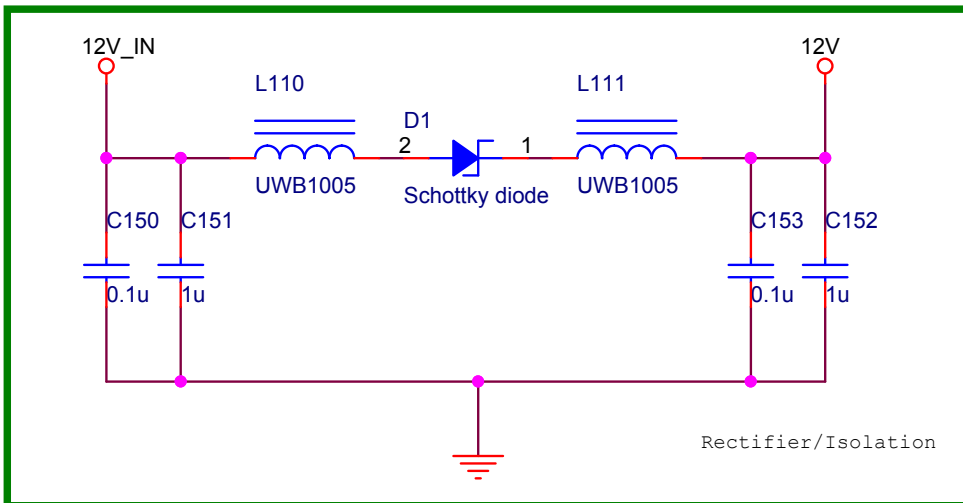 12V_IN
12V
L110
L111
D1
2
1
UWB1005
Schottky diode
UWB1005
C150
C151
C153
C152
0.1u
1u
0.1u
1u
Rectifier/Isolation